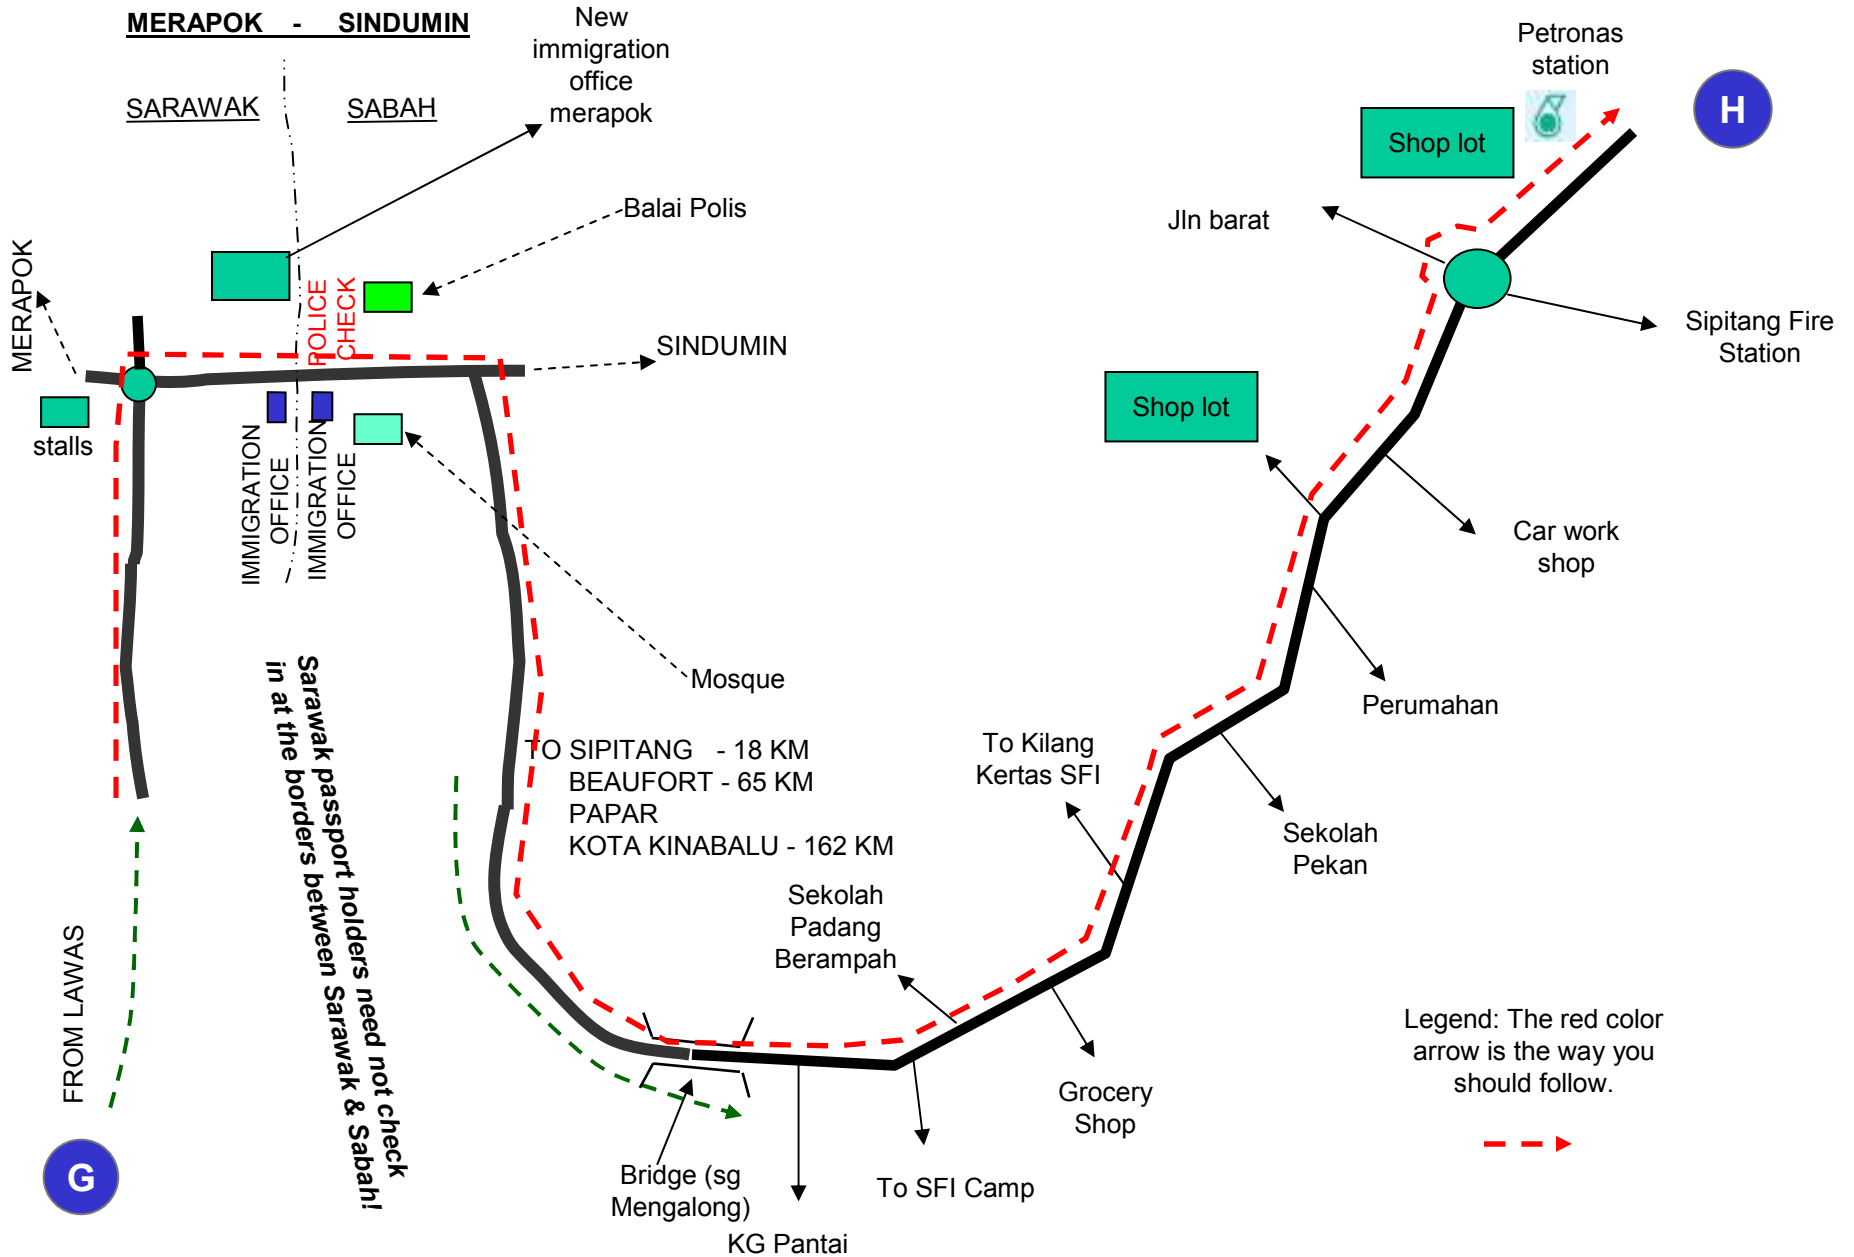 MERAPOK - SINDUMIN
SARAWAK
SABAH
New
immigration
office
merapok
Balai Polis
MERAPOK
POLICE
CHECK
SINDUMIN
stalls
IMMIGRATION
OFFICE
IMMIGRATION
OFFICE
Mosque
Sarawak passport holders need not check
in at the borders between Sarawak & Sabah!
TO SIPITANG - 18 KM
BEAUFORT - 65 KM
PAPAR
KOTA KINABALU - 162 KM
FROM LAWAS
G
Bridge (sg
Mengalong)
KG Pantai
To SFI Camp
Sekolah
Padang
Berampah
Grocery
Shop
To Kilang
Kertas SFI
Sekolah
Pekan
Perumahan
Shop lot
Car work
shop
Jln barat
Sipitang Fire
Station
Shop lot
Petronas
station
H
Legend: The red color
arrow is the way you
should follow.